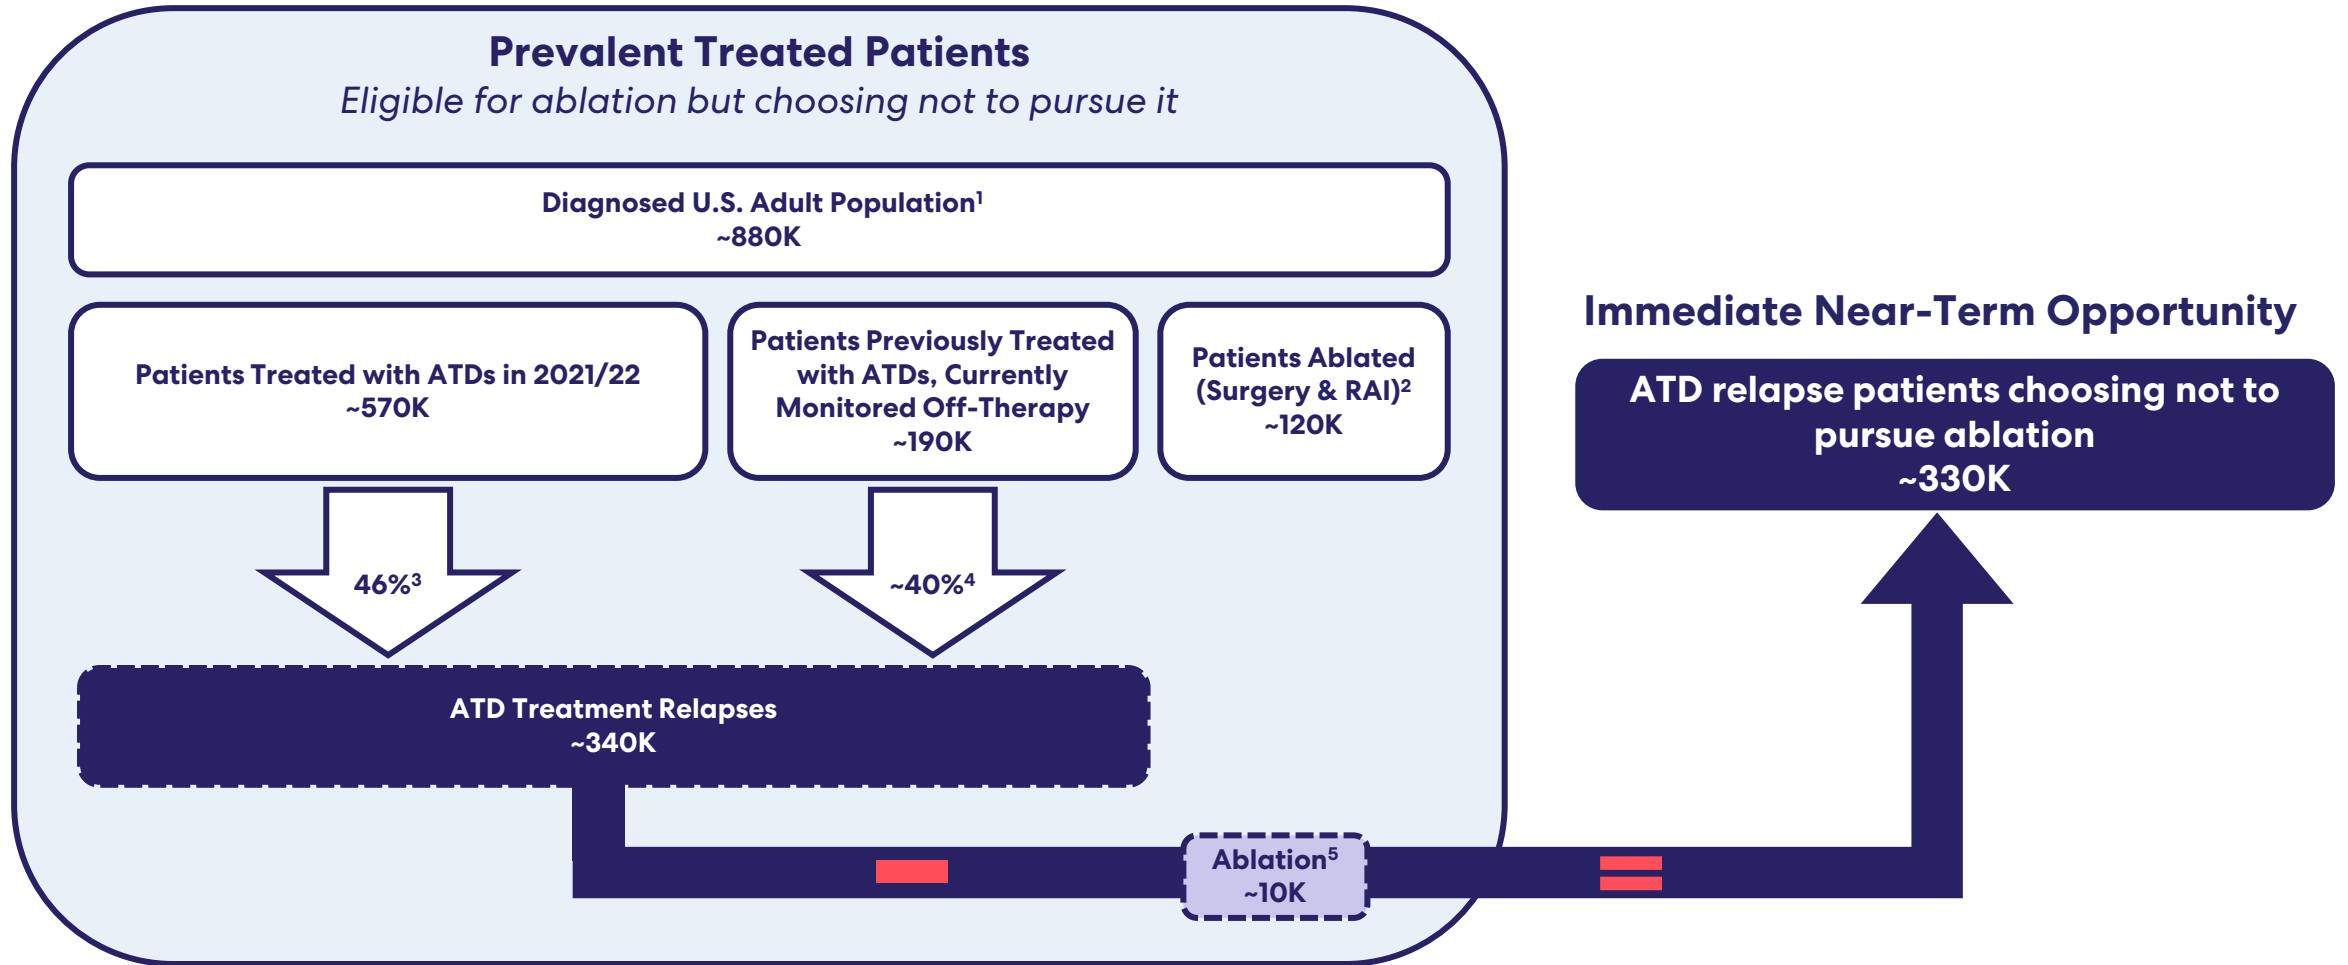 Prevalent Treated Patients
Eligible for ablation but choosing not to pursue it
Diagnosed U.S. Adult Population¹
~880K
Patients Treated with ATDs in 2021/22
~570K
Patients Previously Treated
with ATDs, Currently
Monitored Off-Therapy
~190K
Patients Ablated
(Surgery & RAI)²
~120K
46%³
~40%⁴
ATD Treatment Relapses
~340K
Ablation⁵
~10K
Immediate Near-Term Opportunity
ATD relapse patients choosing not to
pursue ablation
~330K